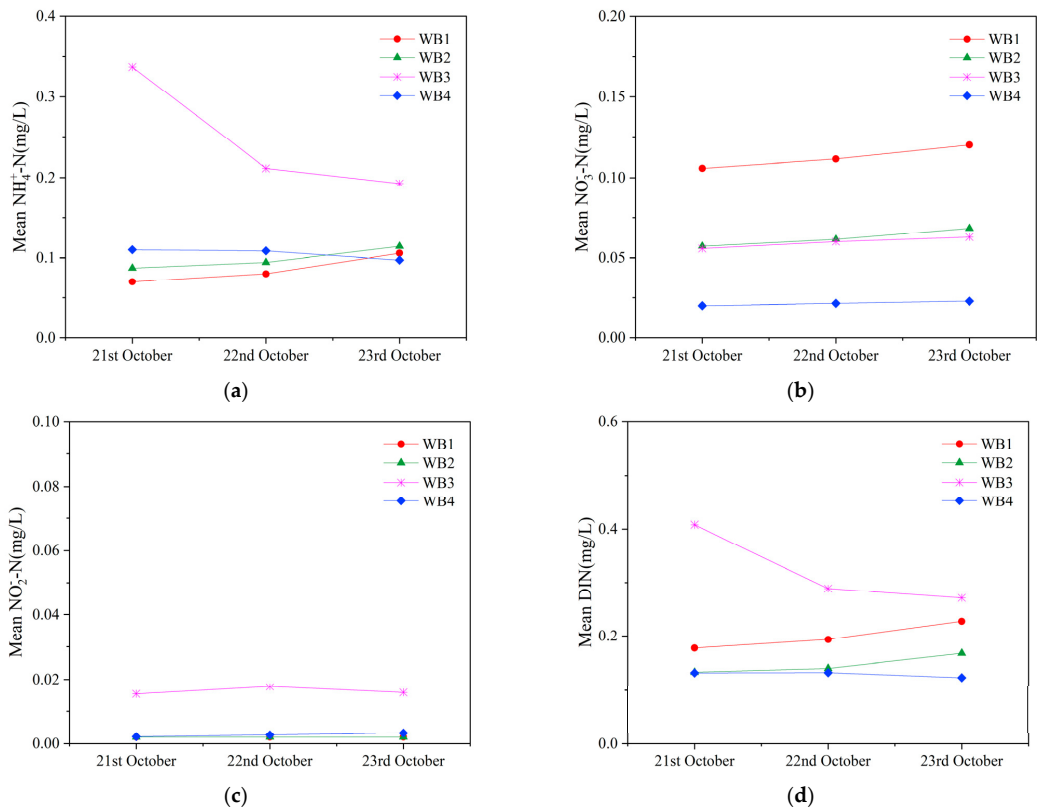 0.4
0.3
0.2
0.1
0.0
Mean NH₄⁺-N(mg/L)
WB1
WB2
WB3
WB4
21st October 22nd October 23rd October
(a)
0.20
0.15
0.10
0.05
0.00
Mean NO₃⁻-N(mg/L)
WB1
WB2
WB3
WB4
21st October 22nd October 23rd October
(b)
0.10
0.08
0.06
0.04
0.02
0.00
Mean NO₂⁻-N(mg/L)
WB1
WB2
WB3
WB4
21st October 22nd October 23rd October
(c)
0.6
0.4
0.2
0.0
Mean DIN(mg/L)
WB1
WB2
WB3
WB4
21st October 22nd October 23rd October
(d)